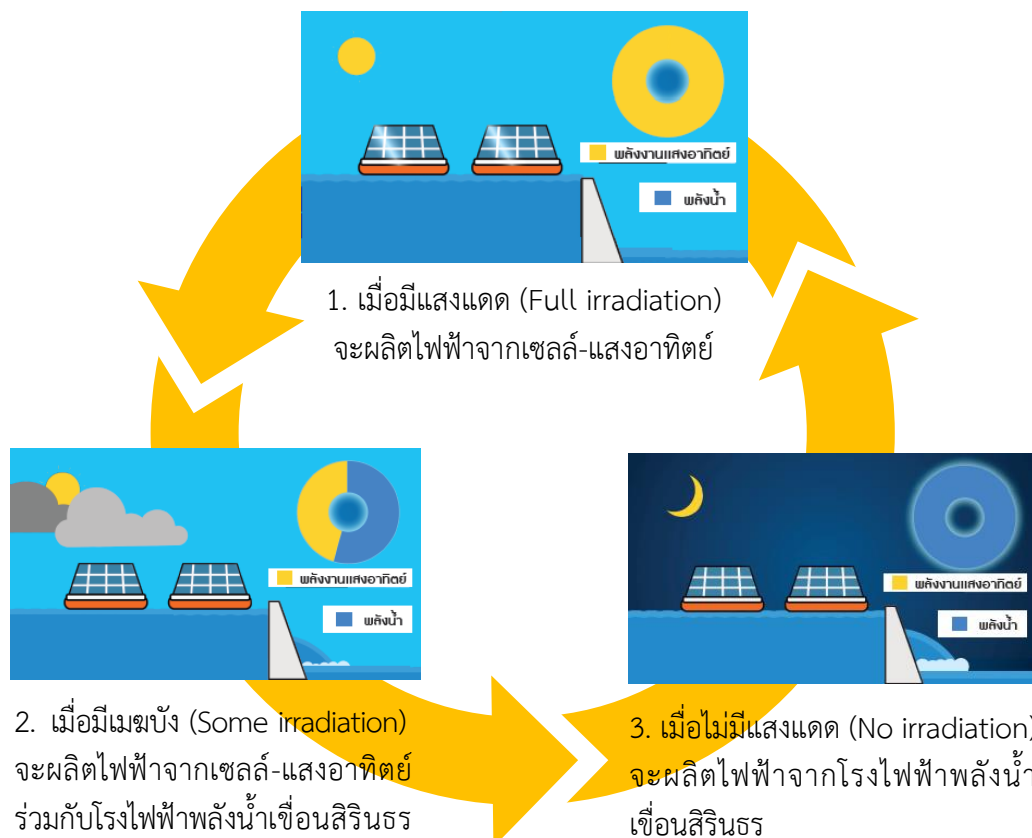 พลังงานแสงอาทิตย์
พลังน้ำ
1. เมื่อมีแสงแดด (Full irradiation)
จะผลิตไฟฟ้าจากเซลล์-แสงอาทิตย์
พลังงานแสงอาทิตย์
พลังน้ำ
2. เมื่อมีเมฆบัง (Some irradiation)
จะผลิตไฟฟ้าจากเซลล์-แสงอาทิตย์
ร่วมกับโรงไฟฟ้าพลังน้ำเขื่อนสิรินธร
พลังงานแสงอาทิตย์
พลังน้ำ
3. เมื่อไม่มีแสงแดด (No irradiation)
จะผลิตไฟฟ้าจากโรงไฟฟ้าพลังน้ำ
เขื่อนสิรินธร